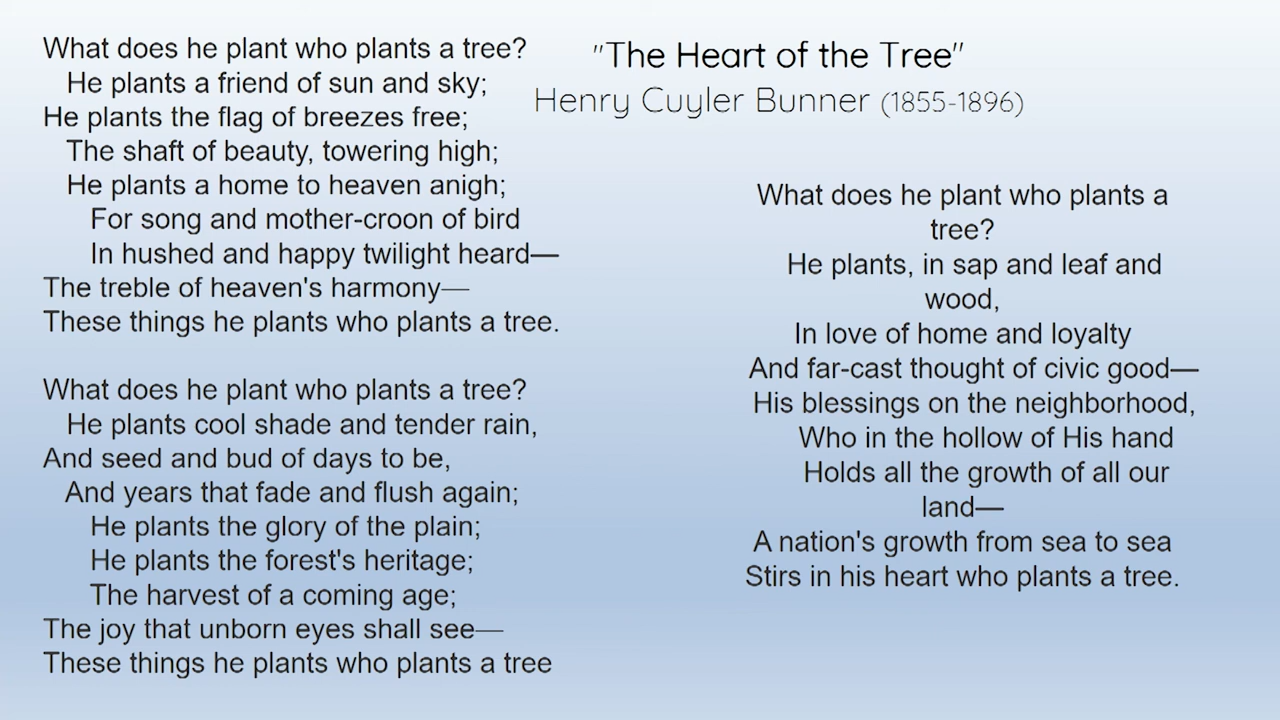 "The Heart of the Tree"
Henry Cuyler Bunner (1855-1896)
What does he plant who plants a tree?
He plants a friend of sun and sky;
He plants the flag of breezes free;
The shaft of beauty, towering high;
He plants a home to heaven anigh;
For song and mother-croon of bird
In hushed and happy twilight heard—
The treble of heaven's harmony—
These things he plants who plants a tree.
What does he plant who plants a tree?
He plants cool shade and tender rain,
And seed and bud of days to be,
And years that fade and flush again;
He plants the glory of the plain;
He plants the forest's heritage;
The harvest of a coming age;
The joy that unborn eyes shall see—
These things he plants who plants a tree
What does he plant who plants a
tree?
He plants, in sap and leaf and
wood,
In love of home and loyalty
And far-cast thought of civic good—
His blessings on the neighborhood,
Who in the hollow of His hand
Holds all the growth of all our
land—
A nation's growth from sea to sea
Stirs in his heart who plants a tree.